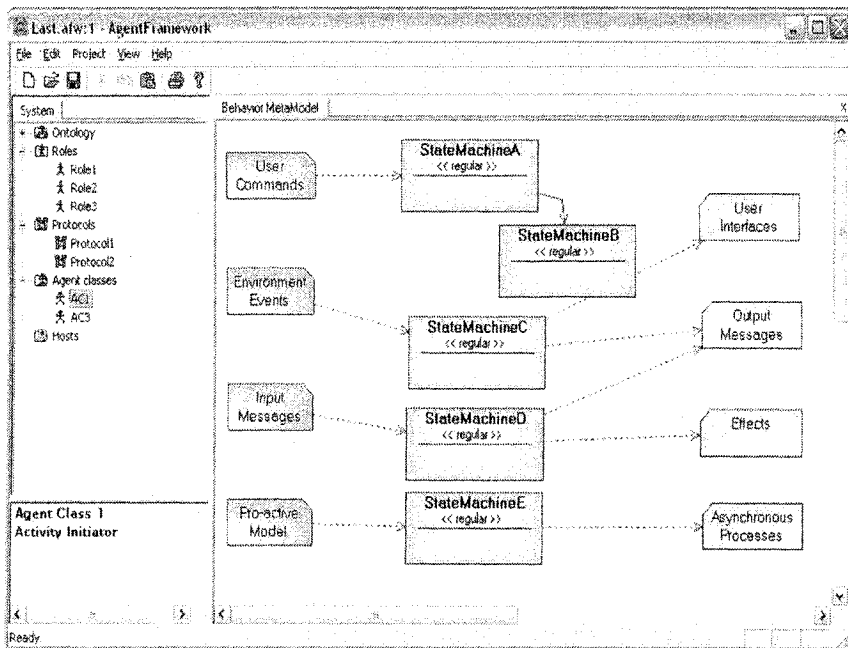 Last.afw:1 - AgentFramework
File Edit Project View Help
System
Behavior MetaModel
x
Ontology
Roles
Role1
Role2
Role3
Protocols
Protocol1
Protocol2
Agent classes
AC1
AC3
Hosts
User
Commands
StateMachineA
<< regular >>
StateMachineB
<< regular >>
User
Interfaces
Environment
Events
StateMachineC
<< regular >>
Output
Messages
Input
Messages
StateMachineD
<< regular >>
Effects
Pro-active
Model
StateMachineE
<< regular >>
Asynchronous
Processes
Agent Class 1
Activity Initiator
Ready